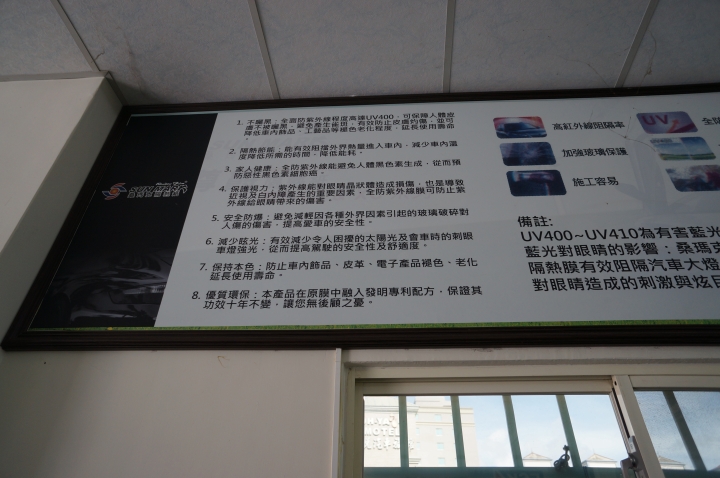 1. 不曬黑：全面防紫外線程度高達UV400，可保障人體皮
膚不被曬黑，避免產生雀斑，有效防止皮膚灼傷，並可
降低車內飾品、工藝品等褪色老化程度，延長使用壽命
。
2. 隔熱節能：能有效阻擋外界熱量進入車內，減少車內溫
度降低所需的時間，降低能耗。
3. 家人健康：全防紫外線能避免人體黑色素生成，從而預
防惡性黑色素細胞癌。
4. 保護視力：紫外線能對眼睛晶狀體造成損傷，也是導致
近視及白內障產生的重要因素，全防紫外線膜可防止紫
外線給眼睛帶來的傷害。
5. 安全防爆：避免減輕因各種外界因素引起的玻璃破碎對
人傷的傷害，提高愛車的安全性。
6. 減少眩光：有效減少令人困擾的太陽光及會車時的刺眼
車燈強光，從而提高駕駛的安全性及舒適度。
7. 保持本色：防止車內飾品、皮革、電子產品褪色、老化
延長使用壽命。
8. 優質環保：本產品在原膜中融入發明專利配方，保證其
功效十年不變，讓您無後顧之憂。
高紅外線阻隔率
加強玻璃保護
施工容易
UV
全防
備註:
UV400~UV410為有害藍光
藍光對眼睛的影響：桑瑪
隔熱膜有效阻隔汽車大燈
對眼睛造成的刺激與炫目
HOTEL